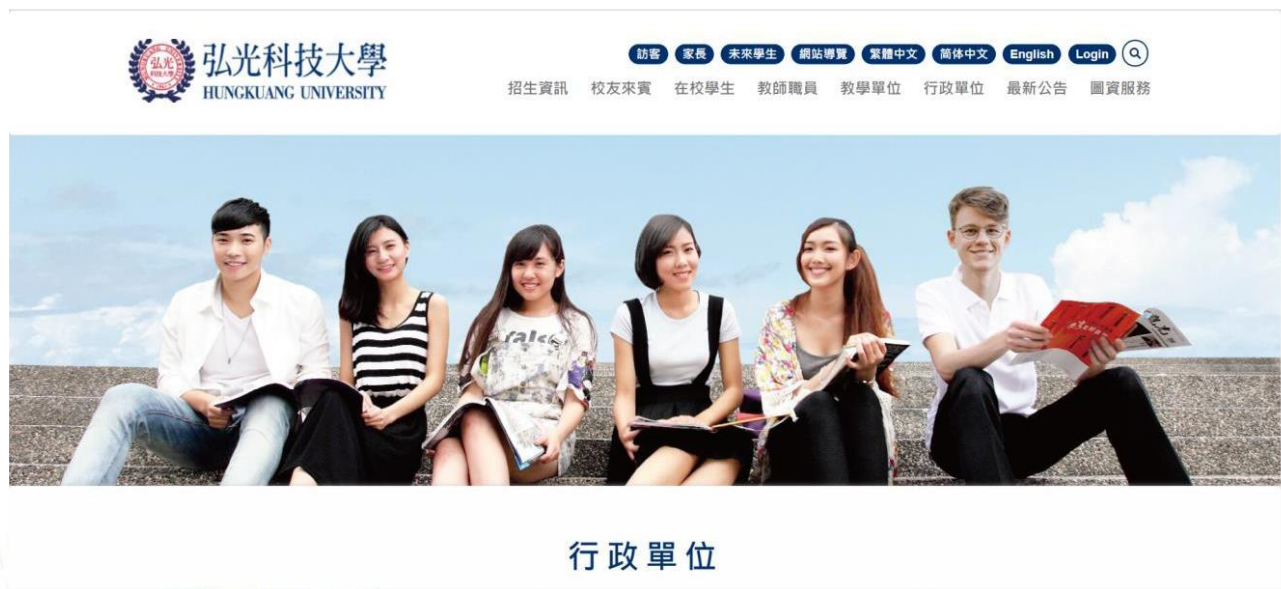 弘光
弘光科技大學
HUNGKUANG UNIVERSITY
訪客 家長 未來學生 網站導覽 繁體中文 简体中文 English Login
招生資訊 校友來賓 在校學生 教師職員 教學單位 行政單位 最新公告 圖資服務
行政單位